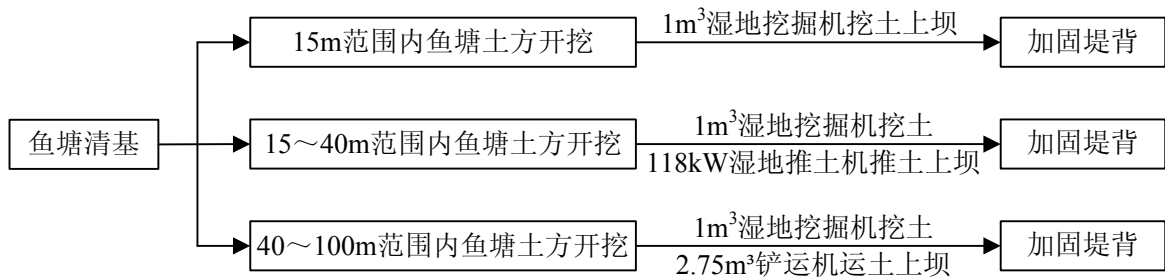 15m范围内鱼塘土方开挖
1m³湿地挖掘机挖土上坝
加固堤背
鱼塘清基
15～40m范围内鱼塘土方开挖
1m³湿地挖掘机挖土
118kW湿地推土机推土上坝
加固堤背
40～100m范围内鱼塘土方开挖
1m³湿地挖掘机挖土
2.75m³铲运机运土上坝
加固堤背